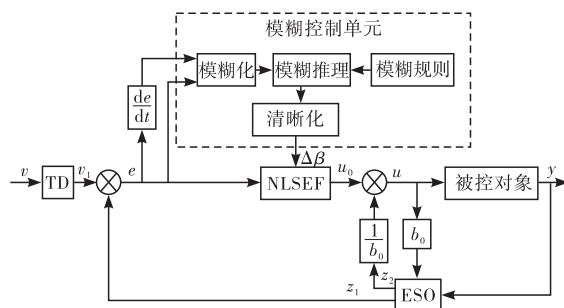 模糊控制单元
模糊化 模糊推理 模糊规则
de
dt
清晰化
Δβ
v TD v₁ e NLSEF u₀ u 被控对象 y
1
b₀
b₀
z₂
z₁ ESO